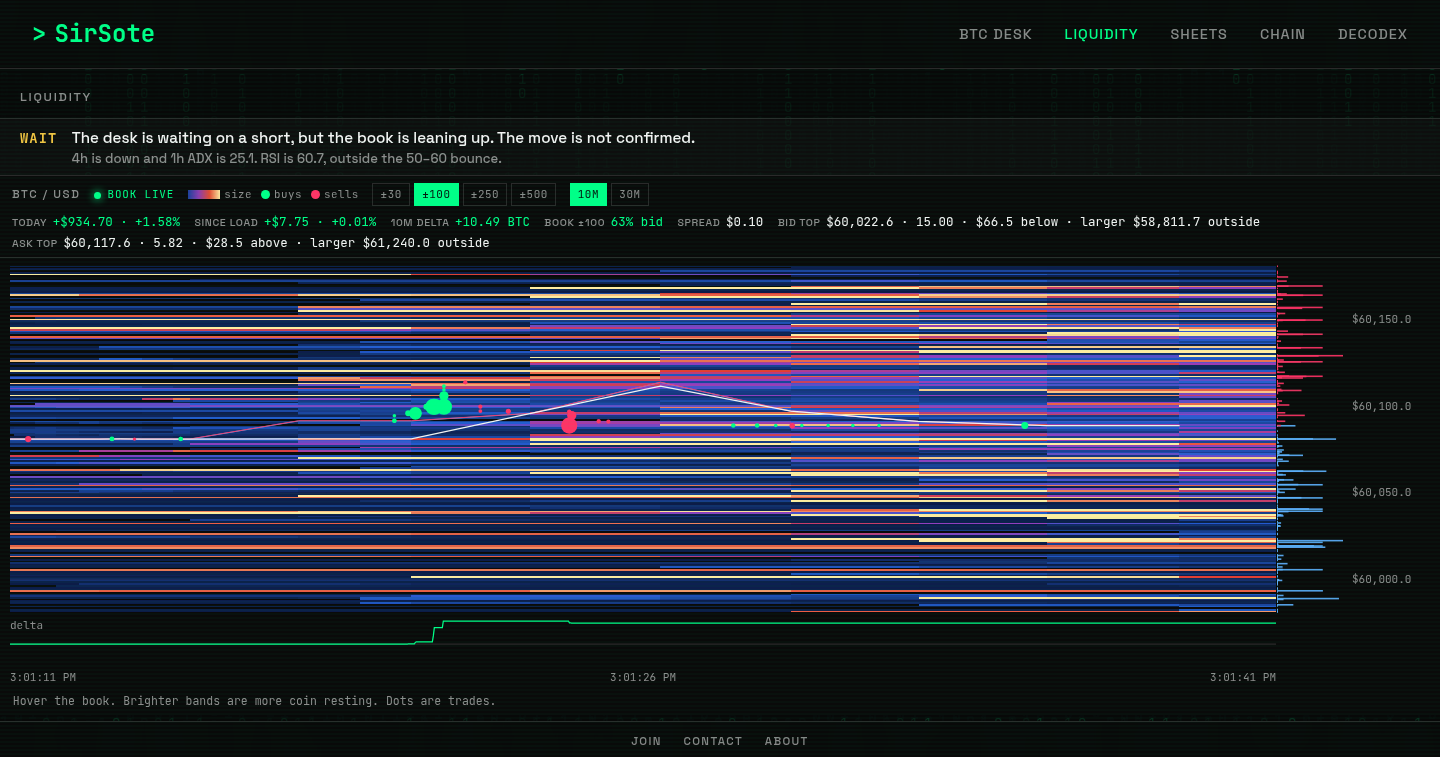 > SirSote
BTC DESK LIQUIDITY SHEETS CHAIN DECODEX
LIQUIDITY
WAIT The desk is waiting on a short, but the book is leaning up. The move is not confirmed.
4h is down and 1h ADX is 25.1. RSI is 60.7, outside the 50–60 bounce.
BTC / USD BOOK LIVE size buys sells ±30 ±100 ±250 ±500 10M 30M
TODAY +$934.70 · +1.58% SINCE LOAD +$7.75 · +0.01% 10M DELTA +10.49 BTC BOOK ±100 63% bid SPREAD $0.10 BID TOP $60,022.6 · 15.00 · $66.5 below · larger $58,811.7 outside
ASK TOP $60,117.6 · 5.82 · $28.5 above · larger $61,240.0 outside
$60,150.0
$60,100.0
$60,050.0
$60,000.0
delta
3:01:11 PM 3:01:26 PM 3:01:41 PM
Hover the book. Brighter bands are more coin resting. Dots are trades.
JOIN CONTACT ABOUT